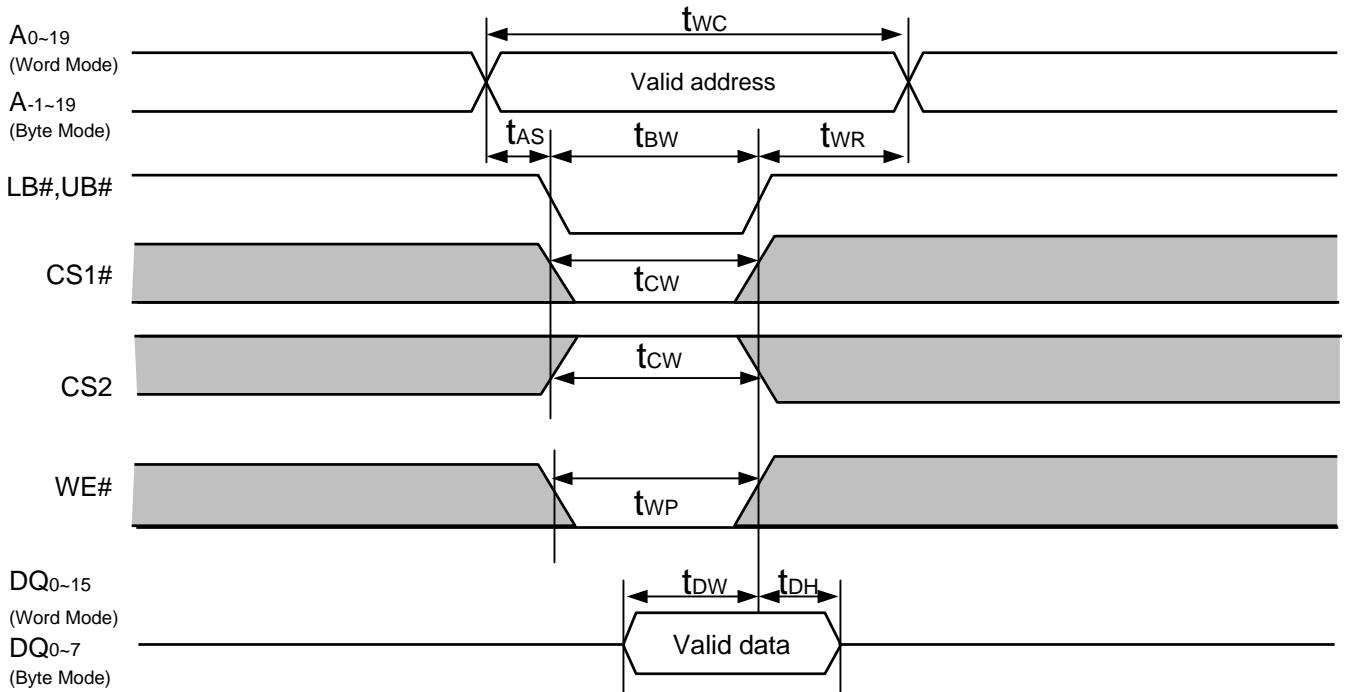 tWC
A0~19
(Word Mode)
Valid address
A-1~19
(Byte Mode)
tAS
tBW
tWR
LB#,UB#
CS1#
tCW
CS2
tCW
WE#
tWP
DQ0~15
(Word Mode)
tDW
tDH
DQ0~7
(Byte Mode)
Valid data